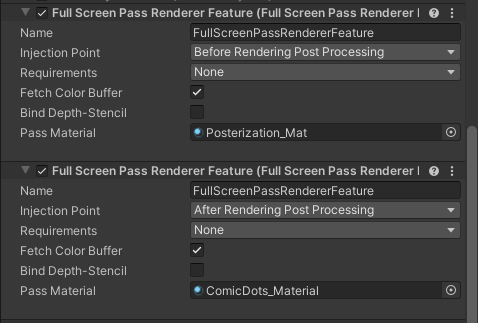 Full Screen Pass Renderer Feature (Full Screen Pass Renderer
Name FullScreenPassRendererFeature
Injection Point Before Rendering Post Processing
Requirements None
Fetch Color Buffer
Bind Depth-Stencil
Pass Material Posterization_Mat
Full Screen Pass Renderer Feature (Full Screen Pass Renderer
Name FullScreenPassRendererFeature
Injection Point After Rendering Post Processing
Requirements None
Fetch Color Buffer
Bind Depth-Stencil
Pass Material ComicDots_Material